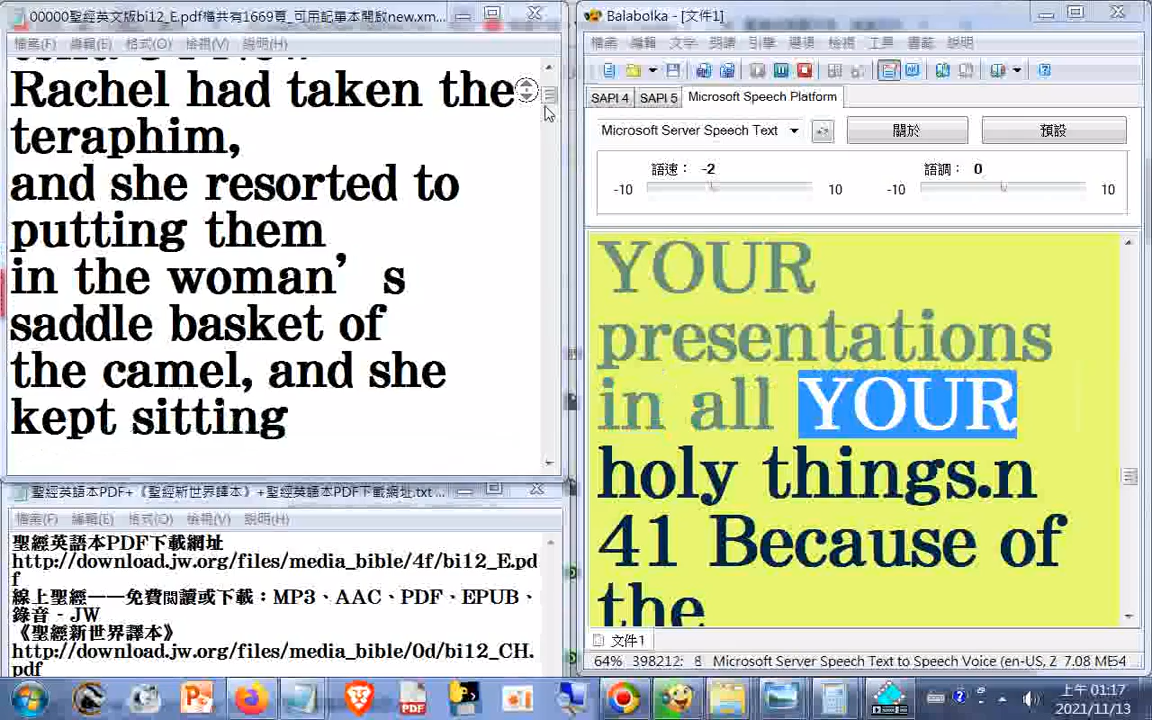 00000聖經英文版bi12_E.pdf檔共有1669頁_可用記事本開啟new.xm...
檔案(F) 編輯(E) 格式(O) 檢視(V) 說明(H)
Rachel had taken the
teraphim,
and she resorted to
putting them
in the woman’s
saddle basket of
the camel, and she
kept sitting
聖經英語本PDF+《聖經新世界譯本》+聖經英語本PDF下載網址.txt ...
檔案(F) 編輯(E) 格式(O) 檢視(V) 說明(H)
聖經英語本PDF下載網址
http://download.jw.org/files/media_bible/4f/bi12_E.pd
f
線上聖經——免費閱讀或下載：MP3、AAC、PDF、EPUB、
錄音 - JW
《聖經新世界譯本》
http://download.jw.org/files/media_bible/0d/bi12_CH.
pdf
Balabolka - [文件1]
檔案 編輯 文字 朗讀 引擎 選項 檢視 工具 書籤 說明
SAPI 4 SAPI 5 Microsoft Speech Platform
Microsoft Server Speech Text 關於 預設
語速： -2 語調： 0
-10 10 -10 10
YOUR
presentations
in all YOUR
holy things.n
41 Because of
the
文件1
64% 398212: 8 Microsoft Server Speech Text to Speech Voice (en-US, Z 7.08 ME54
PDF
上午 01:17
2021/11/13